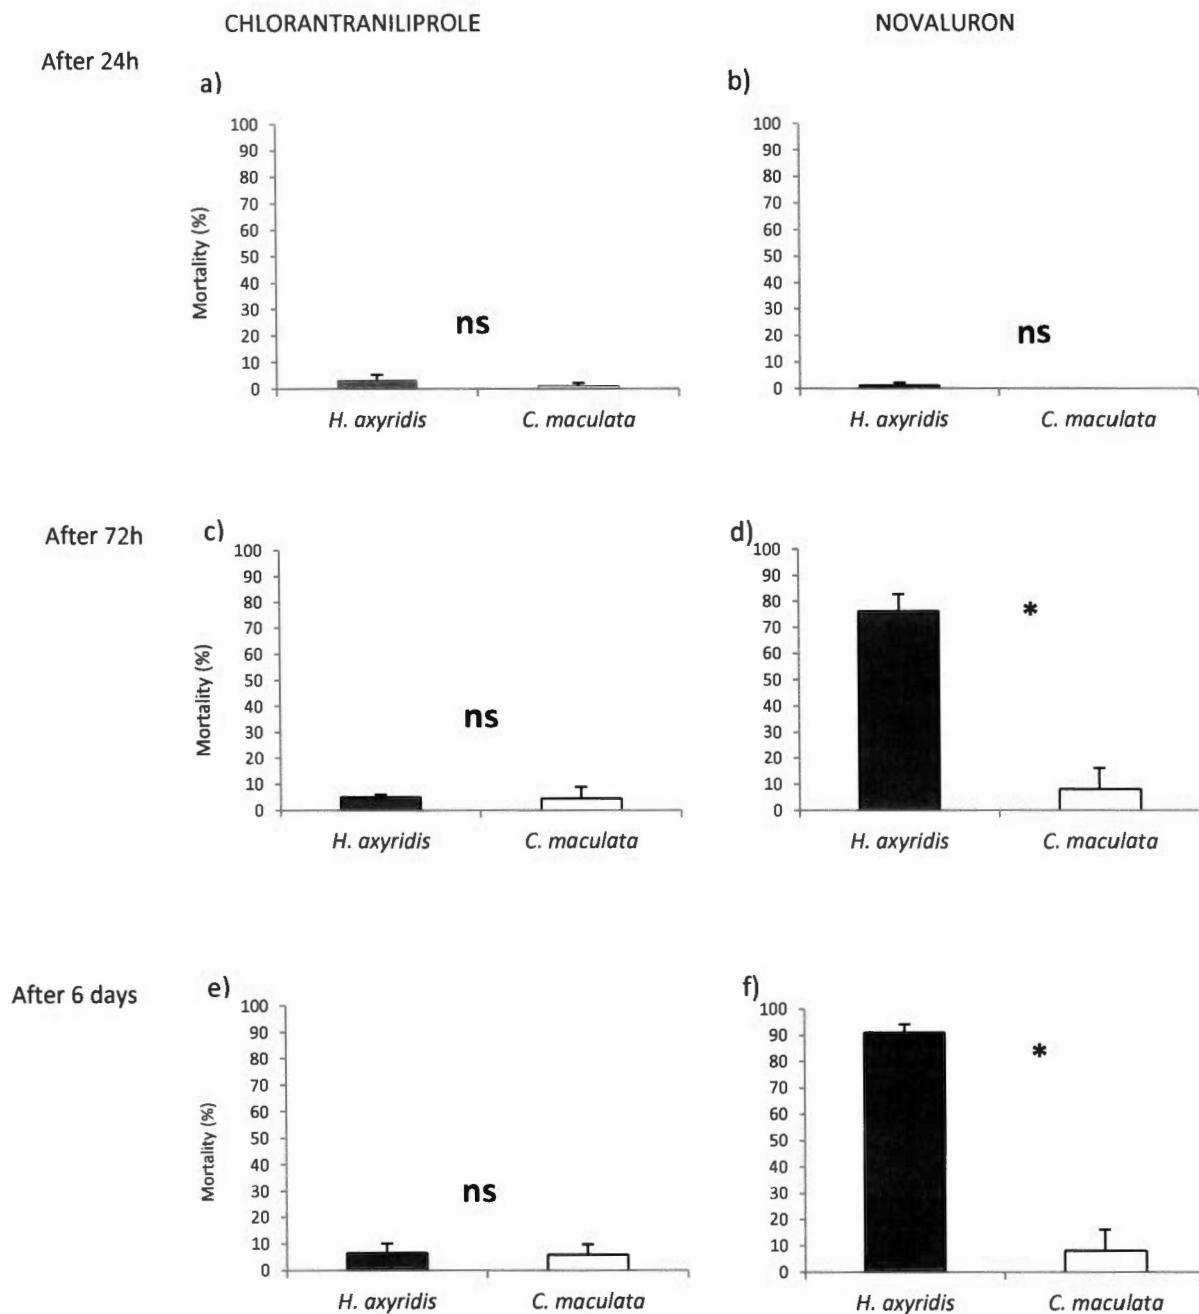 CHLORANTRANILIPROLE
NOVALURON
After 24h
a)
100
90
80
70
60
50
40
30
20
10
0
Mortality (%)
ns
H. axyridis
C. maculata
b)
100
90
80
70
60
50
40
30
20
10
0
ns
H. axyridis
C. maculata
After 72h
c)
100
90
80
70
60
50
40
30
20
10
0
Mortality (%)
ns
H. axyridis
C. maculata
d)
100
90
80
70
60
50
40
30
20
10
0
*
H. axyridis
C. maculata
After 6 days
e)
100
90
80
70
60
50
40
30
20
10
0
Mortality (%)
ns
H. axyridis
C. maculata
f)
100
90
80
70
60
50
40
30
20
10
0
Mortality (%)
*
H. axyridis
C. maculata